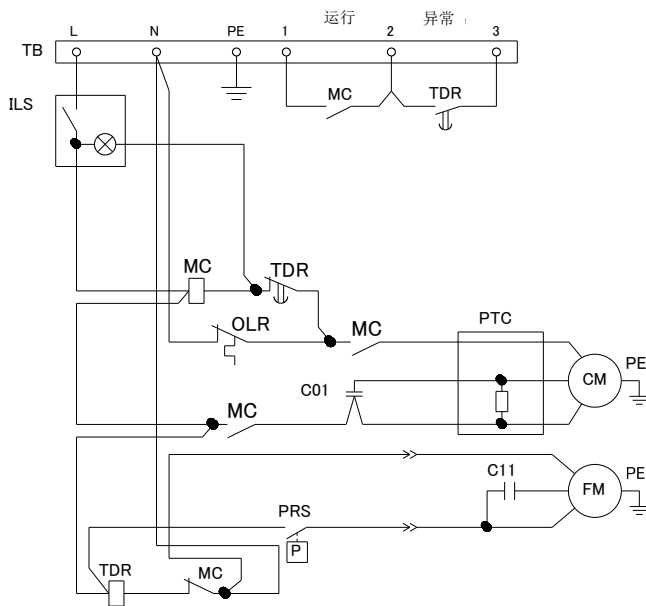 运行 异常 :
L N PE 1 2 3
TB
ILS
MC TDR
MC TDR
OLR MC PTC
C01 CM PE
MC
C11 FM PE
PRS
P
TDR MC